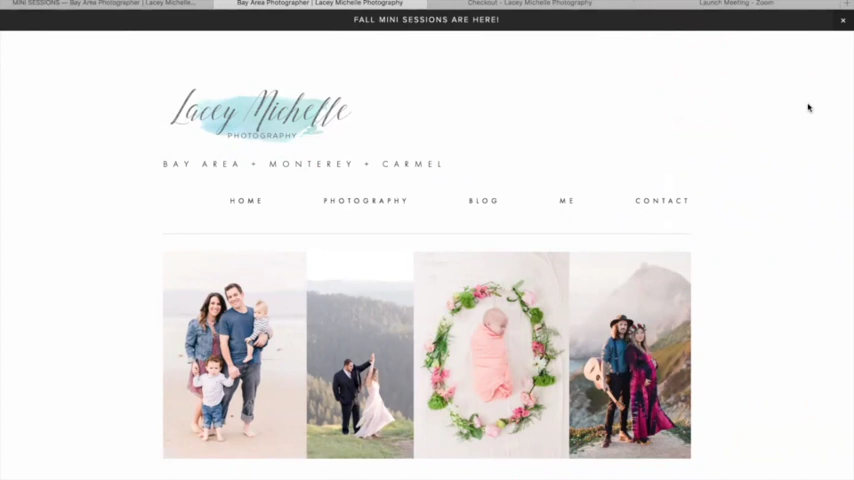 MINI SESSIONS — Bay Area Photographer | Lacey Michelle...
Bay Area Photographer | Lacey Michelle Photography
Checkout - Lacey Michelle Photography
Launch Meeting - Zoom
FALL MINI SESSIONS ARE HERE!
Lacey Michelle
PHOTOGRAPHY
BAY AREA + MONTEREY + CARMEL
HOME PHOTOGRAPHY BLOG ME CONTACT